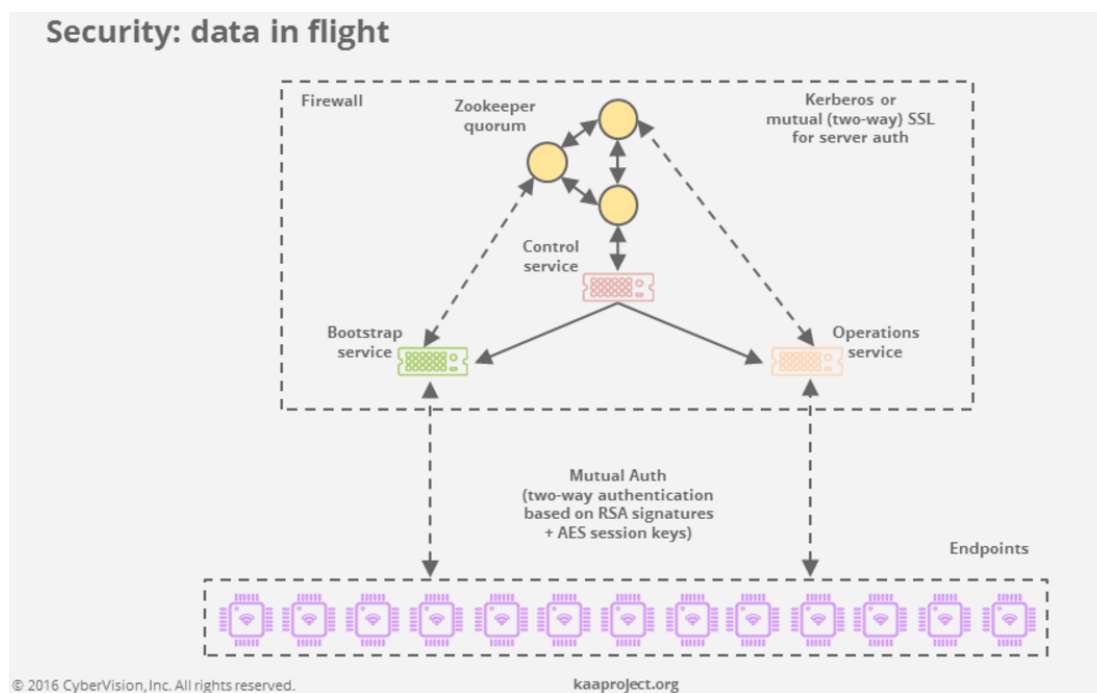 Security: data in flight
Firewall
Zookeeper
quorum
Kerberos or
mutual (two-way) SSL
for server auth
Control
service
Bootstrap
service
Operations
service
Mutual Auth
(two-way authentication
based on RSA signatures
+ AES session keys)
Endpoints
© 2016 CyberVision, Inc. All rights reserved.
kaaproject.org